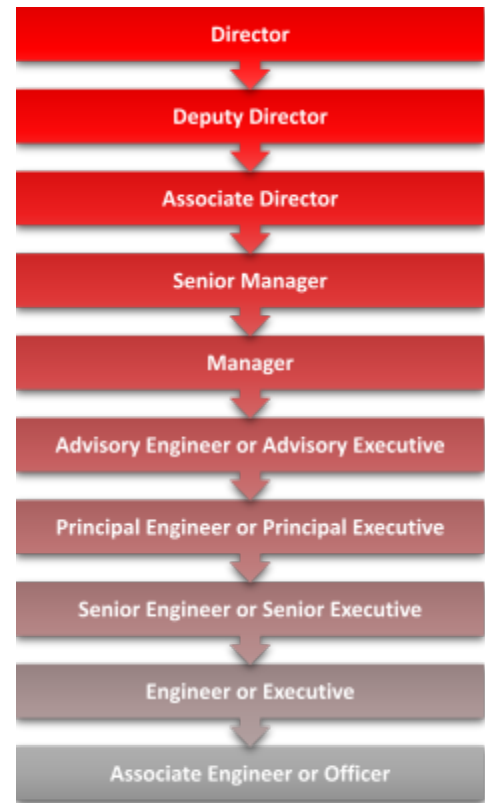 Director
Deputy Director
Associate Director
Senior Manager
Manager
Advisory Engineer or Advisory Executive
Principal Engineer or Principal Executive
Senior Engineer or Senior Executive
Engineer or Executive
Associate Engineer or Officer